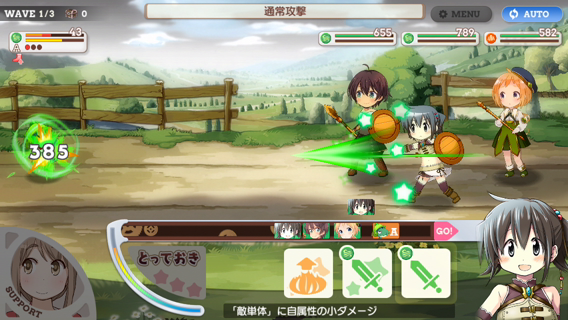 WAVE 1/3
0
通常攻撃
MENU
AUTO
43
A
655
789
582
385
A
GO!
SUPPORT
とっておき
「敵単体」に自属性の小ダメージ